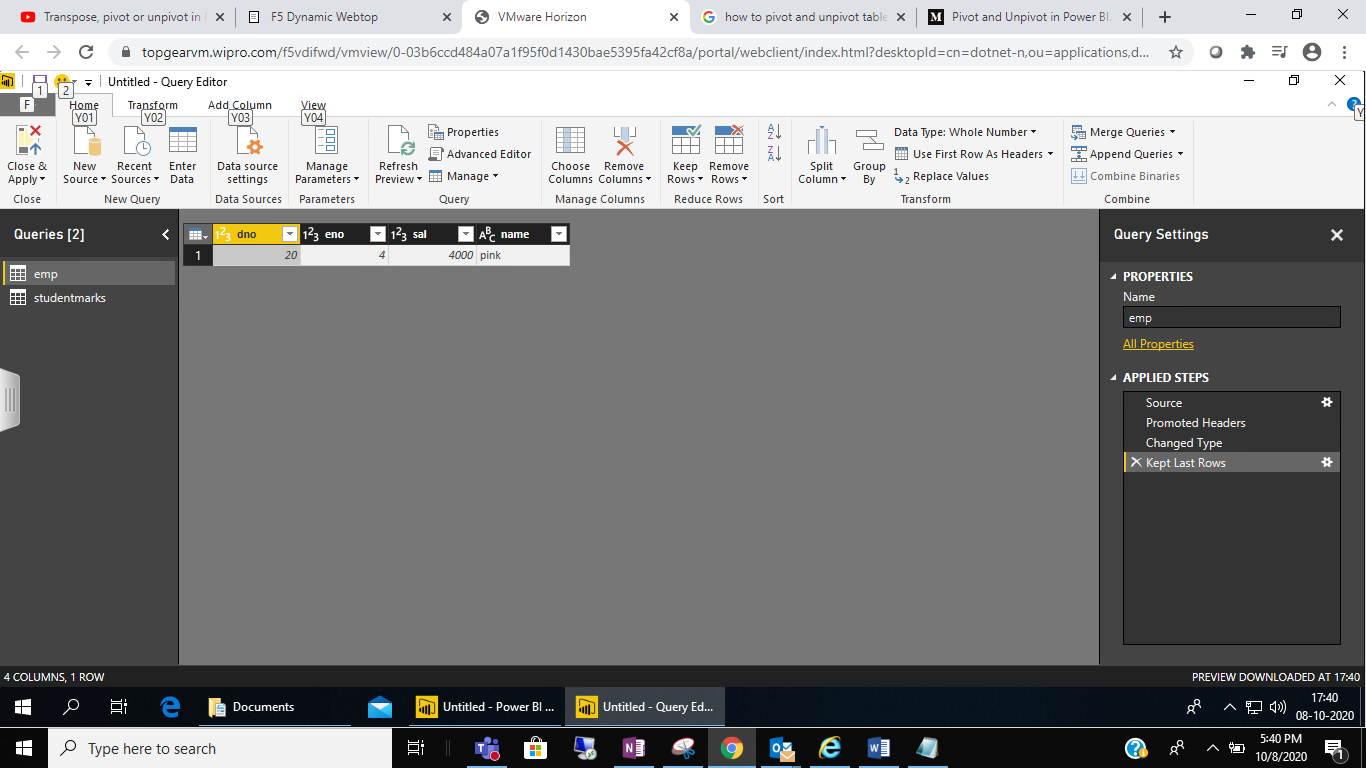 Transpose, pivot or unpivot in
F5 Dynamic Webtop
VMware Horizon
how to pivot and unpivot table
Pivot and Unpivot in Power BI.
topgearvm.wipro.com/f5vdifwd/vmview/0-03b6ccd484a07a1f95f0d1430bae5395fa42cf8a/portal/webclient/index.html?desktopId=cn=dotnet-n,ou=applications,d...
1
2
Untitled - Query Editor
F
Home
Transform
Add Column
View
Y01
Y02
Y03
Y04
Y
Close &
Apply
New
Source
Recent
Sources
Enter
Data
Data source
settings
Manage
Parameters
Refresh
Preview
Properties
Advanced Editor
Manage
Choose
Columns
Remove
Columns
Keep
Rows
Remove
Rows
A
Z
Z
A
Split
Column
Group
By
Data Type: Whole Number
Use First Row As Headers
1
2 Replace Values
Merge Queries
Append Queries
Combine Binaries
Close
New Query
Data Sources
Parameters
Query
Manage Columns
Reduce Rows
Sort
Transform
Combine
Queries [2]
emp
studentmarks
123 dno
123 eno
123 sal
ABC name
1
20
4
4000
pink
Query Settings
PROPERTIES
Name
emp
All Properties
APPLIED STEPS
Source
Promoted Headers
Changed Type
Kept Last Rows
4 COLUMNS, 1 ROW
PREVIEW DOWNLOADED AT 17:40
Documents
Untitled - Power BI ...
Untitled - Query Ed...
17:40
08-10-2020
Type here to search
5:40 PM
10/8/2020
1